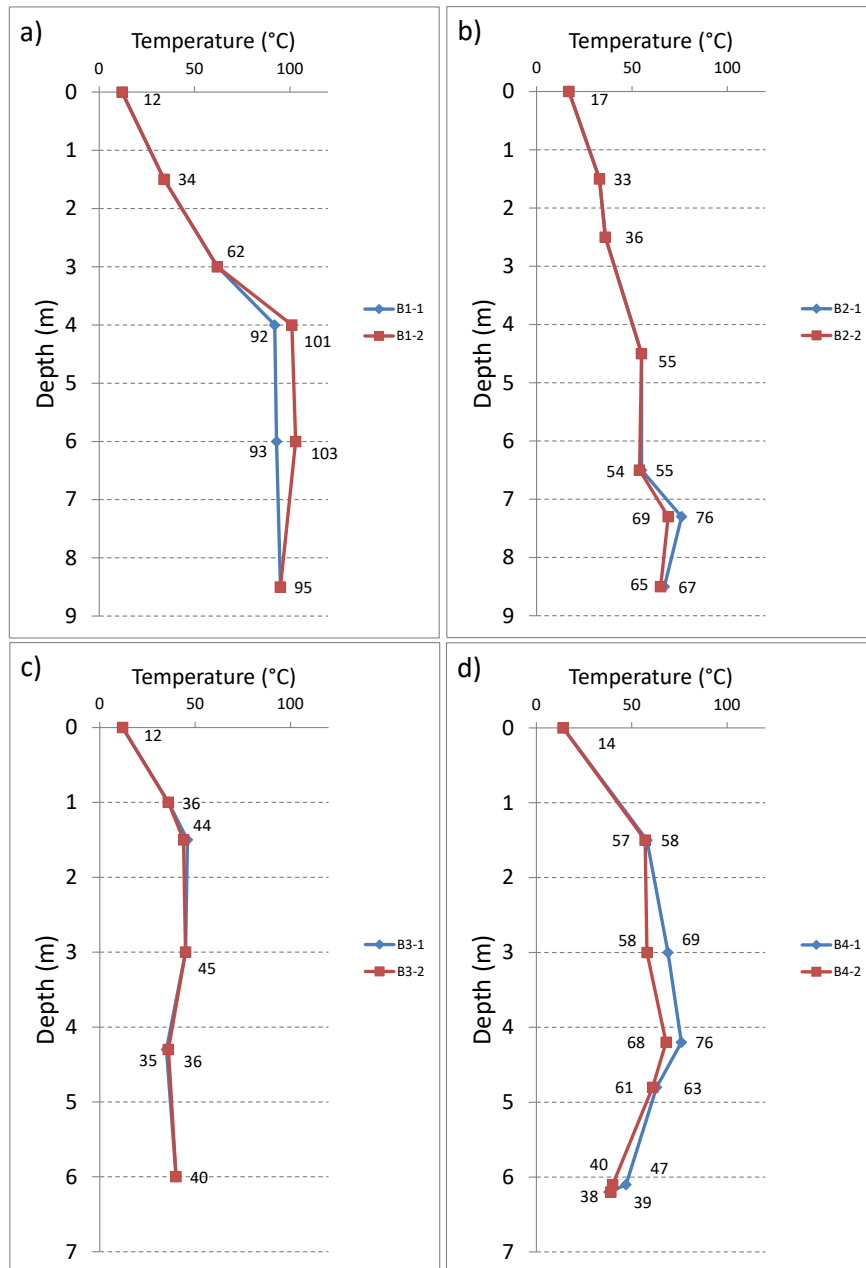 a)
Temperature (°C)
0 50 100
0
1
2
3
4
5
6
7
8
9
Depth (m)
12
34
62
92 101
93 103
95
B1-1
B1-2
b)
Temperature (°C)
0 50 100
0
1
2
3
4
5
6
7
8
9
Depth (m)
17
33
36
55
54 55
69 76
65 67
B2-1
B2-2
c)
Temperature (°C)
0 50 100
0
1
2
3
4
5
6
7
Depth (m)
12
36
44
45
35 36
40
B3-1
B3-2
d)
Temperature (°C)
0 50 100
0
1
2
3
4
5
6
7
Depth (m)
14
57 58
58 69
68 76
61 63
40 47
38 39
B4-1
B4-2